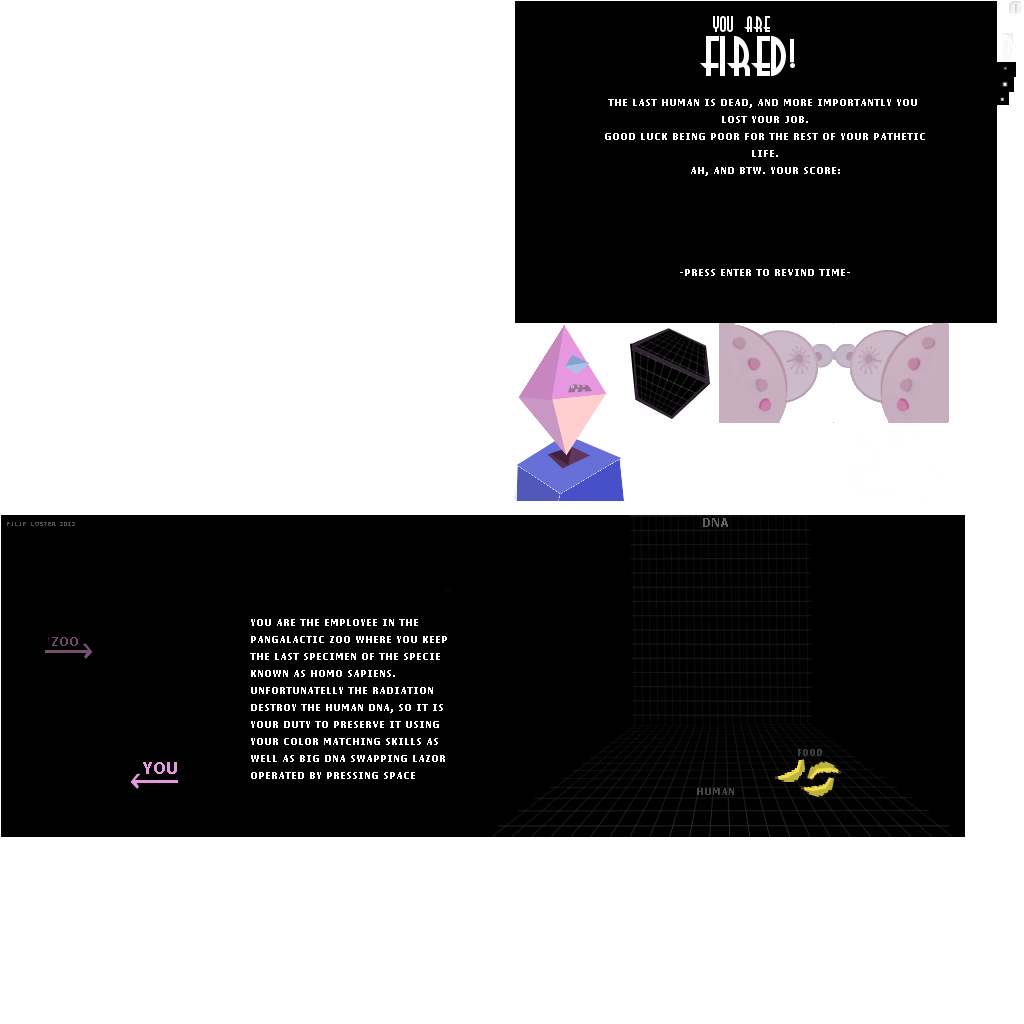 YOU ARE
FIRED!
THE LAST HUMAN IS DEAD, AND MORE IMPORTANTLY YOU
LOST YOUR JOB.
GOOD LUCK BEING POOR FOR THE REST OF YOUR PATHETIC
LIFE.
AH, AND BTW. YOUR SCORE:
-PRESS ENTER TO REVIND TIME-
FILIP LOSTER 2012
DNA
ZOO
YOU ARE THE EMPLOYEE IN THE
PANGALACTIC ZOO WHERE YOU KEEP
THE LAST SPECIMEN OF THE SPECIE
KNOWN AS HOMO SAPIENS.
UNFORTUNATELLY THE RADIATION
DESTROY THE HUMAN DNA, SO IT IS
YOUR DUTY TO PRESERVE IT USING
YOUR COLOR MATCHING SKILLS AS
WELL AS BIG DNA SWAPPING LAZOR
OPERATED BY PRESSING SPACE
YOU
FOOD
HUMAN